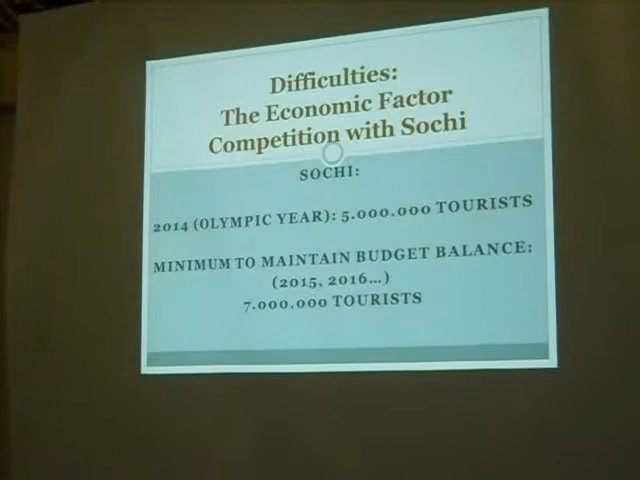 Difficulties:
The Economic Factor
Competition with Sochi
SOCHI:
2014 (OLYMPIC YEAR): 5.000.000 TOURISTS
MINIMUM TO MAINTAIN BUDGET BALANCE:
(2015, 2016...)
7.000.000 TOURISTS